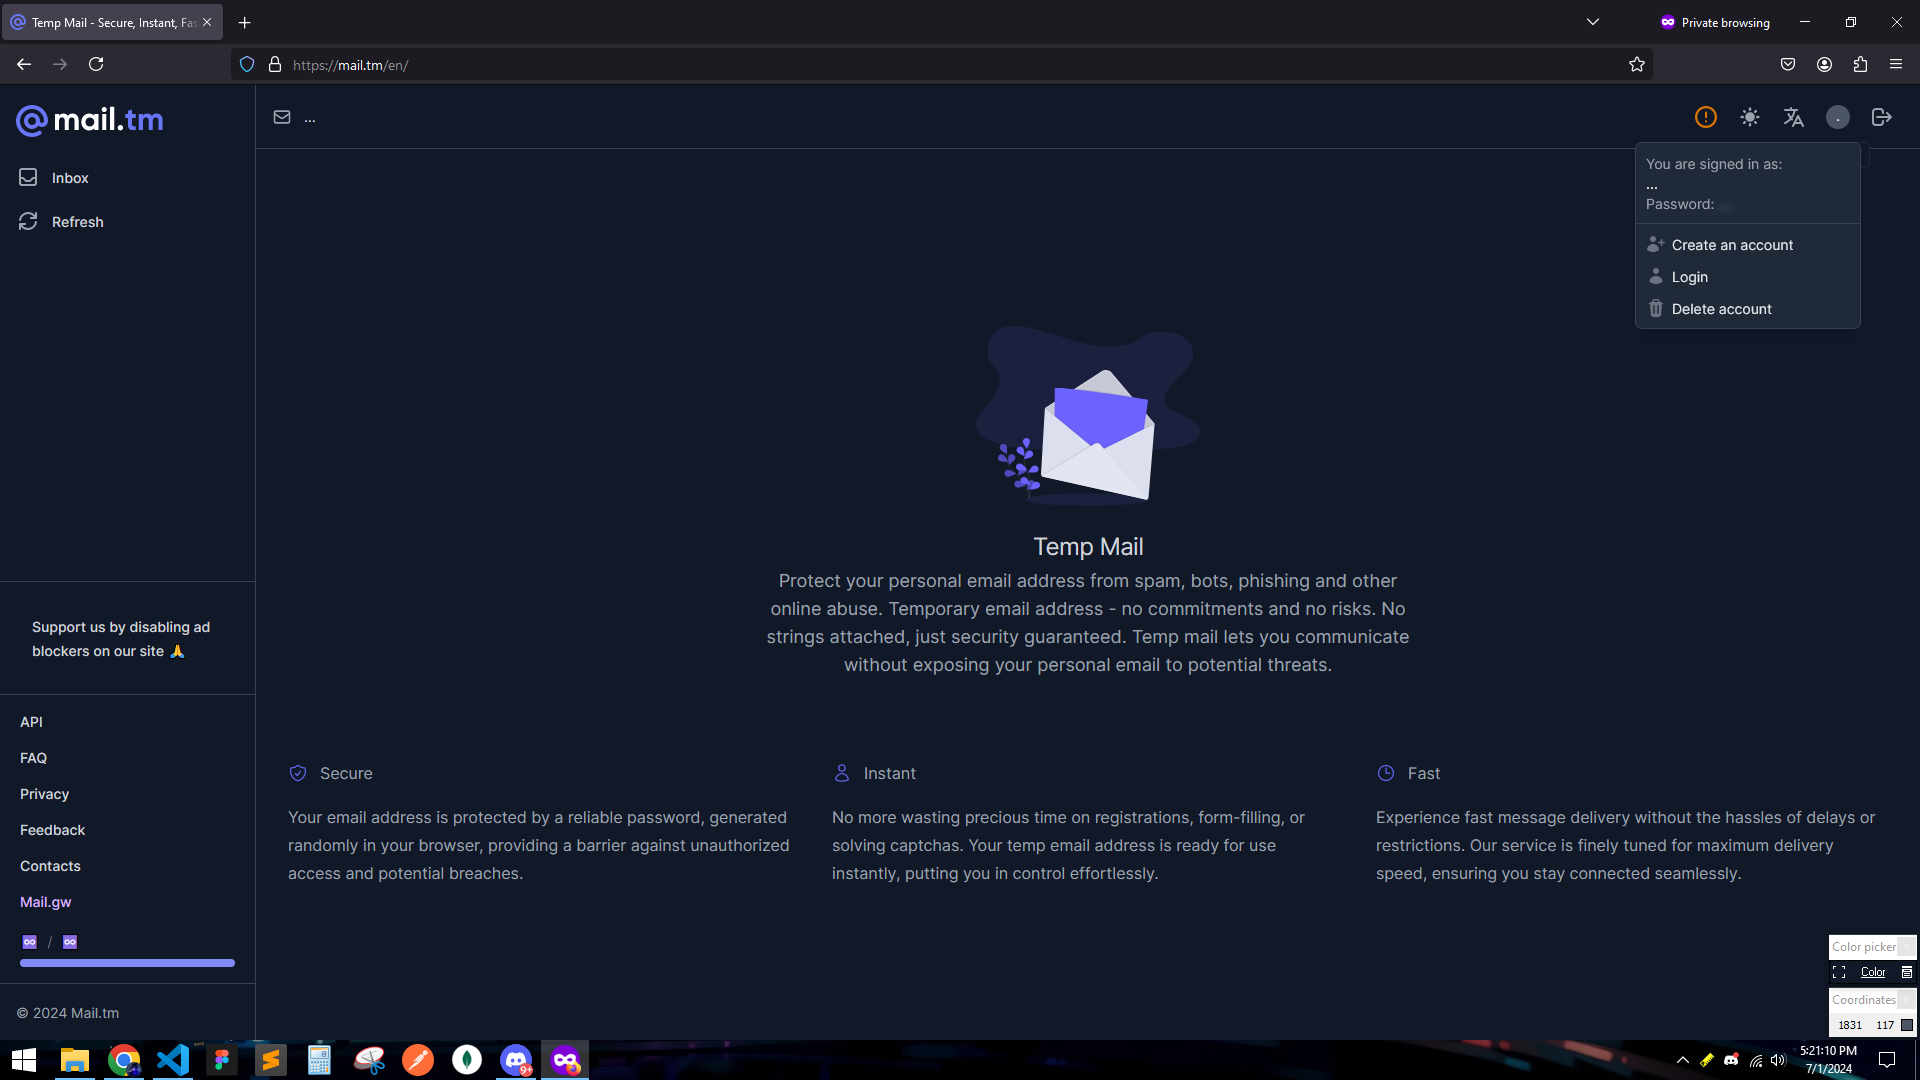 Temp Mail - Secure, Instant, Fas
Private browsing
https://mail.tm/en/
@mail.tm
...
Inbox
Refresh
You are signed in as:
...
Password:
Create an account
Login
Delete account
Temp Mail
Protect your personal email address from spam, bots, phishing and other
online abuse. Temporary email address - no commitments and no risks. No
strings attached, just security guaranteed. Temp mail lets you communicate
without exposing your personal email to potential threats.
Support us by disabling ad
blockers on our site 🙏
API
FAQ
Privacy
Feedback
Contacts
Mail.gw
♾ / ♾
© 2024 Mail.tm
Secure
Your email address is protected by a reliable password, generated
randomly in your browser, providing a barrier against unauthorized
access and potential breaches.
Instant
No more wasting precious time on registrations, form-filling, or
solving captchas. Your temp email address is ready for use
instantly, putting you in control effortlessly.
Fast
Experience fast message delivery without the hassles of delays or
restrictions. Our service is finely tuned for maximum delivery
speed, ensuring you stay connected seamlessly.
Color picker
Color
Coordinates
1831 117
9+
5:21:10 PM
7/1/2024